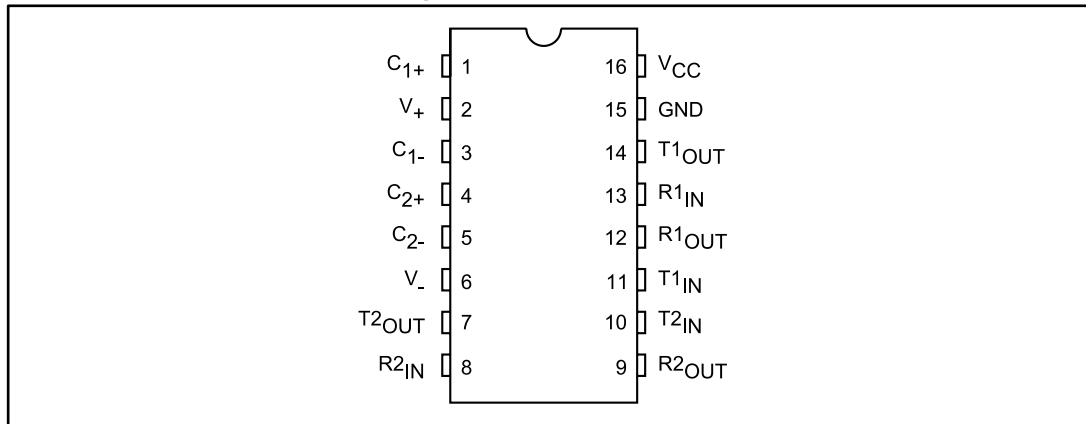 C1+ 1 16 VCC
V+ 2 15 GND
C1- 3 14 T1OUT
C2+ 4 13 R1IN
C2- 5 12 R1OUT
V- 6 11 T1IN
T2OUT 7 10 T2IN
R2IN 8 9 R2OUT